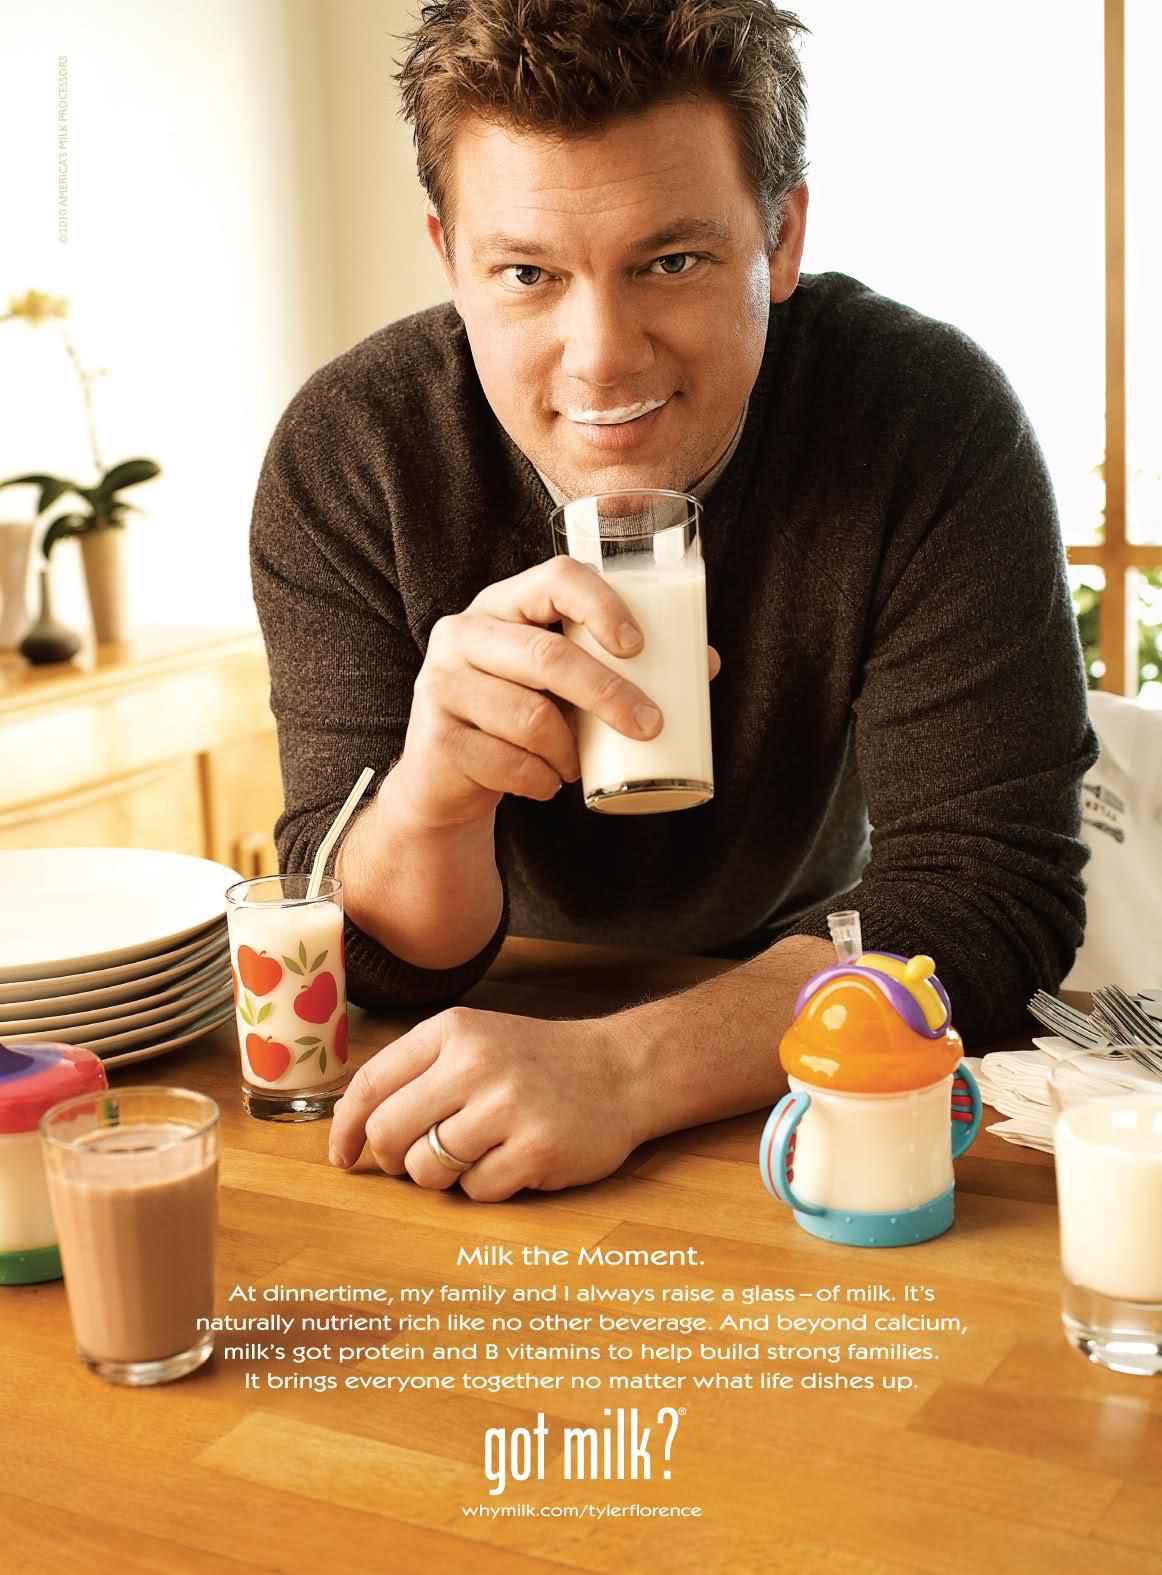 ©2010 AMERICA'S MILK PROCESSORS
Milk the Moment.
At dinnertime, my family and I always raise a glass – of milk. It's
naturally nutrient rich like no other beverage. And beyond calcium,
milk's got protein and B vitamins to help build strong families.
It brings everyone together no matter what life dishes up.
got milk?®
whymilk.com/tylerflorence